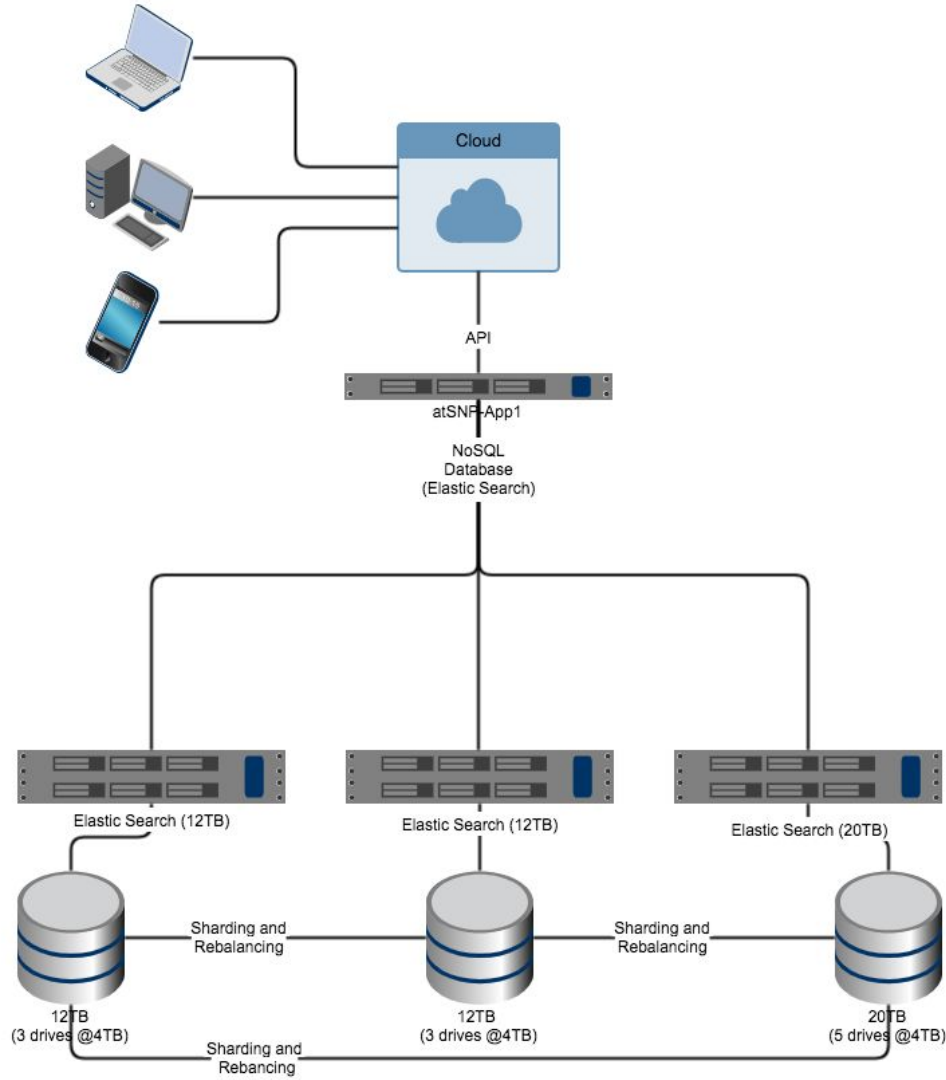 Cloud
API
atSNP-App1
NoSQL
Database
(Elastic Search)
Elastic Search (12TB)
Elastic Search (12TB)
Elastic Search (20TB)
Sharding and
Rebalancing
Sharding and
Rebalancing
12TB
(3 drives @4TB)
12TB
(3 drives @4TB)
20TB
(5 drives @4TB)
Sharding and
Rebancing